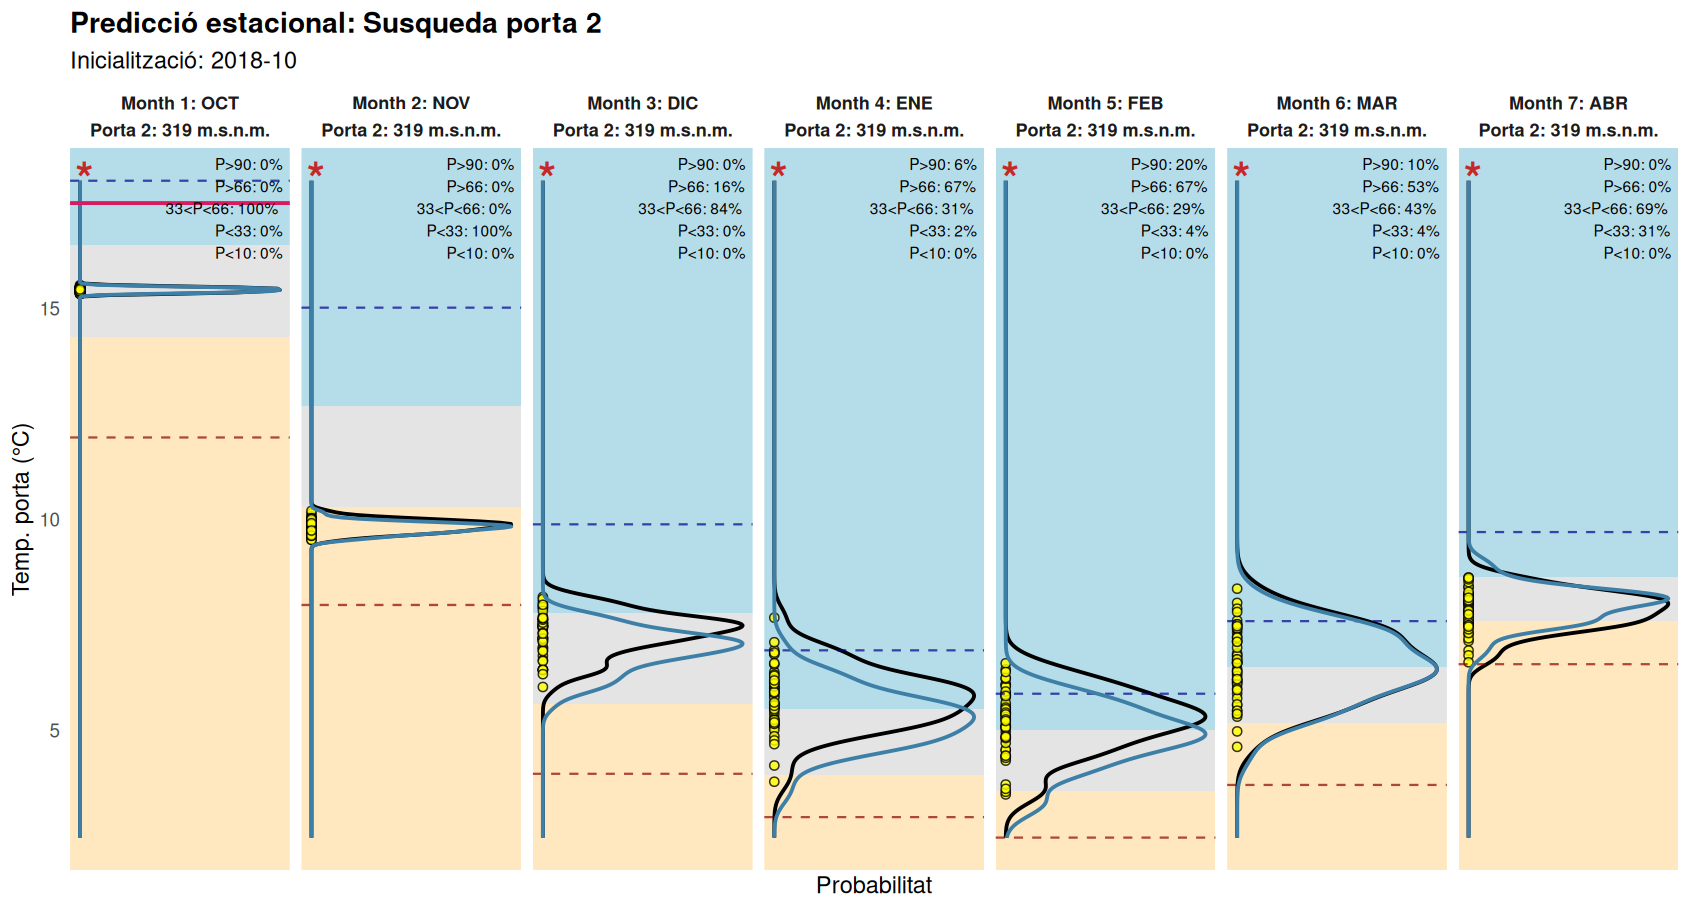 Predicció estacional: Susqueda porta 2
Inicialització: 2018-10
Month 1: OCT
Porta 2: 319 m.s.n.m.
Month 2: NOV
Porta 2: 319 m.s.n.m.
Month 3: DIC
Porta 2: 319 m.s.n.m.
Month 4: ENE
Porta 2: 319 m.s.n.m.
Month 5: FEB
Porta 2: 319 m.s.n.m.
Month 6: MAR
Porta 2: 319 m.s.n.m.
Month 7: ABR
Porta 2: 319 m.s.n.m.
*
P>90: 0%
P>66: 0%
33<P<66: 100%
P<33: 0%
P<10: 0%
*
P>90: 0%
P>66: 0%
33<P<66: 0%
P<33: 100%
P<10: 0%
*
P>90: 0%
P>66: 16%
33<P<66: 84%
P<33: 0%
P<10: 0%
*
P>90: 6%
P>66: 67%
33<P<66: 31%
P<33: 2%
P<10: 0%
*
P>90: 20%
P>66: 67%
33<P<66: 29%
P<33: 4%
P<10: 0%
*
P>90: 10%
P>66: 53%
33<P<66: 43%
P<33: 4%
P<10: 0%
*
P>90: 0%
P>66: 0%
33<P<66: 69%
P<33: 31%
P<10: 0%
15
10
5
Temp. porta (°C)
Probabilitat